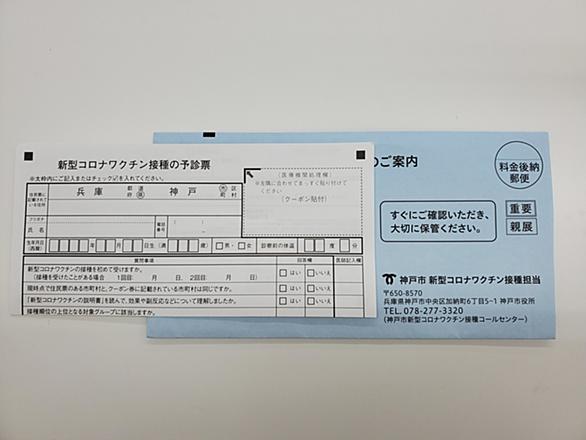 新型コロナワクチン接種の予診票
※太枠内にご記入またはチェック☑を入れてください。
住民票に記載されている住所
兵庫 都道府県 神戸 市区町村
フリガナ
氏名
電話番号
生年月日(西暦) 年 月 日生(満 歳) □男・□女 診察前の体温 度 分
(医療機関処理欄)
※左隅に合わせてまっすぐ貼り付けてください
(クーポン貼付)
質問事項 回答欄 医師記入欄
新型コロナワクチンの接種を初めて受けますか。
(接種を受けたことがある場合 1回目: 月 日、2回目: 月 日) □はい □いいえ
現時点で住民票のある市町村と、クーポン券に記載されている市町村は同じですか。 □はい □いいえ
「新型コロナワクチンの説明書」を読んで、効果や副反応などについて理解しましたか。 □はい □いいえ
接種順位の上位となる対象グループに該当しますか。
のご案内
料金後納
郵便
すぐにご確認いただき、
大切に保管ください。
重要
親展
神戸市 新型コロナワクチン接種担当
〒650-8570
兵庫県神戸市中央区加納町6丁目5-1 神戸市役所
TEL. 078-277-3320
(神戸市新型コロナワクチン接種コールセンター)